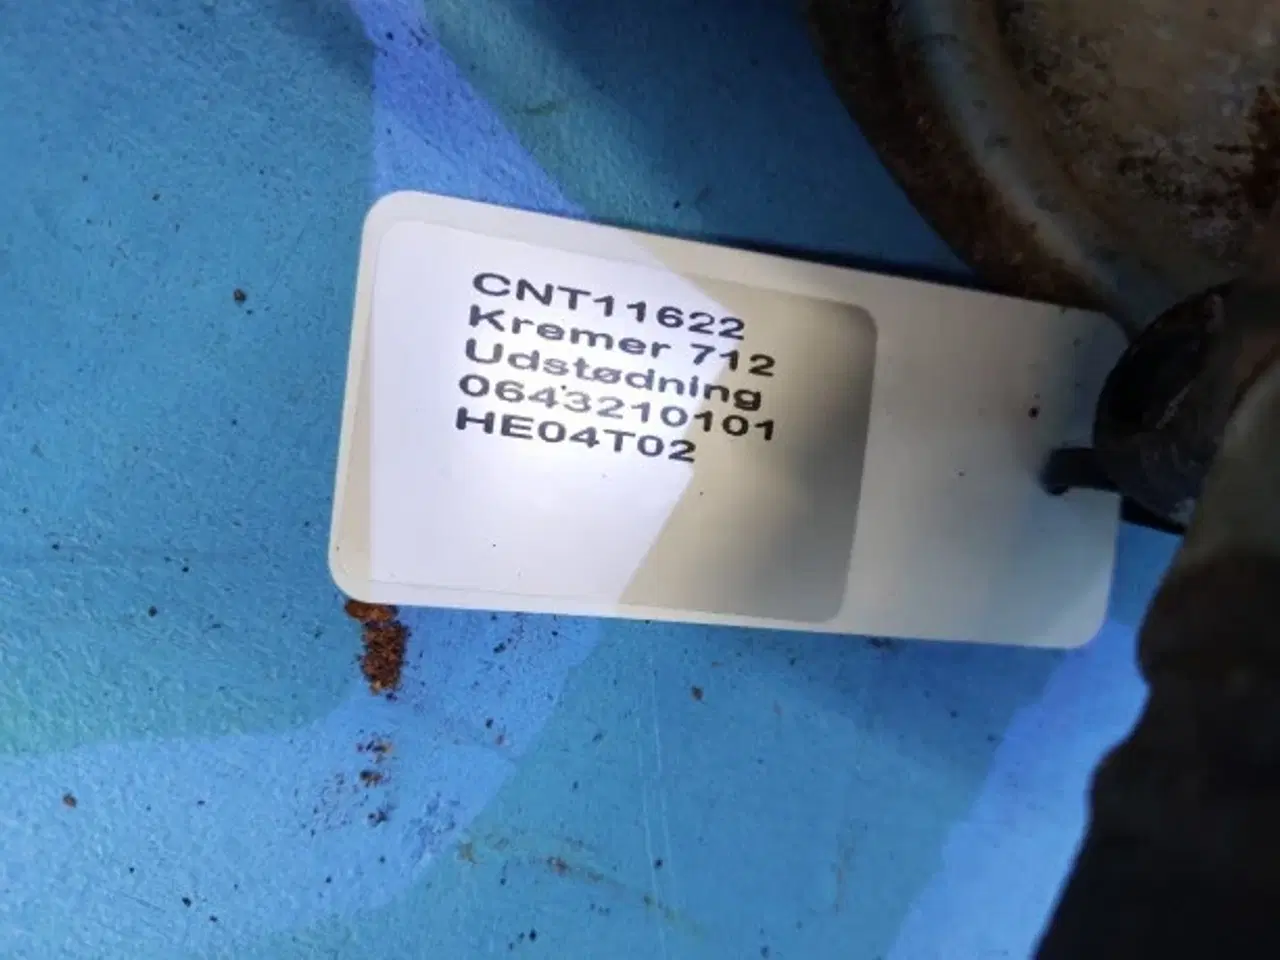 CNT11622
Kremer 712
Udstødning
0643210101
HE04T02